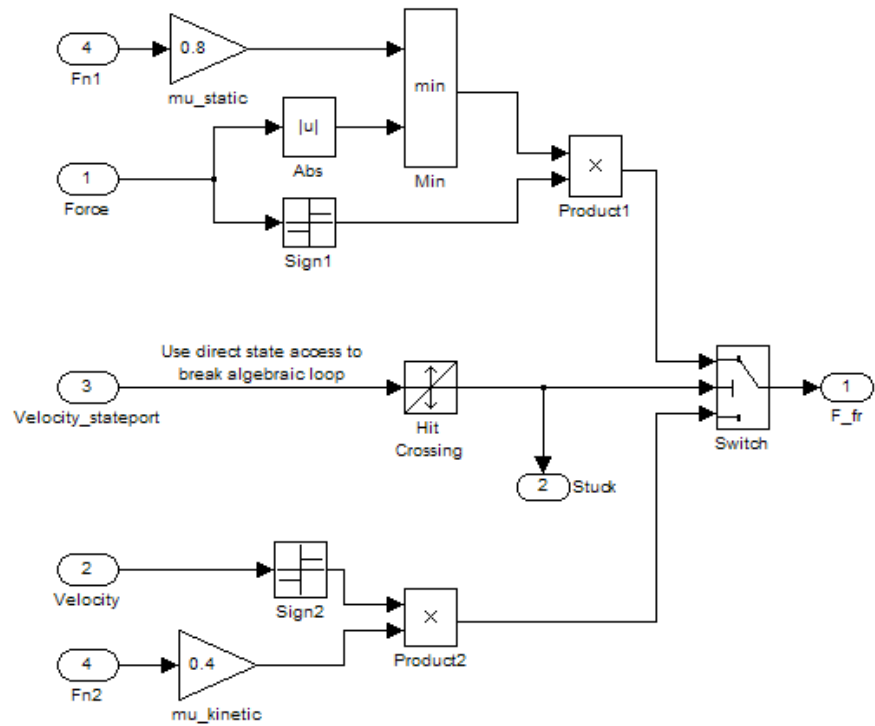 4
Fn1
0.8
mu_static
min
Min
|u|
Abs
1
Force
Sign1
×
Product1
Use direct state access to
break algebraic loop
3
Velocity_stateport
Hit
Crossing
2
Stuck
Switch
1
F_fr
2
Velocity
Sign2
×
Product2
4
Fn2
0.4
mu_kinetic